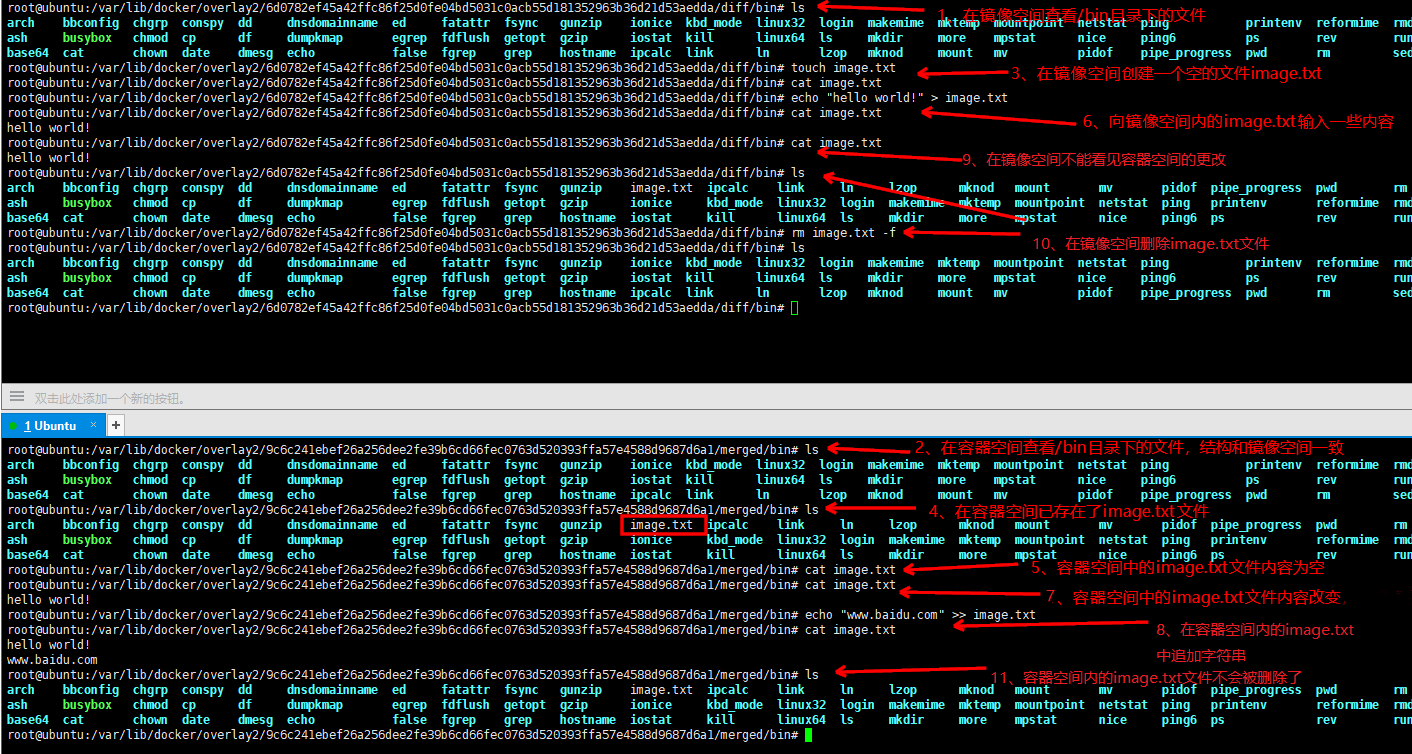 root@ubuntu:/var/lib/docker/overlay2/6d0782ef45a42ffc86f25d0fe04bd5031c0acb55d181352963b36d21d53aedda/diff/bin# ls 1、在镜像空间查看/bin目录下的文件
arch bbconfig chgrp conspy dd dnsdomainname ed fatattr fsync gunzip ionice kbd_mode linux32 login makemime mktemp mountpoint netstat ping printenv reformime rmd
ash busybox chmod cp df dumpkmap egrep fdflush getopt gzip iostat kill linux64 ls mkdir more mpstat nice ping6 ps rev run
base64 cat chown date dmesg echo false fgrep grep hostname ipcalc link ln lzop mknod mount mv pidof pipe_progress pwd rm sed
root@ubuntu:/var/lib/docker/overlay2/6d0782ef45a42ffc86f25d0fe04bd5031c0acb55d181352963b36d21d53aedda/diff/bin# touch image.txt 3、在镜像空间创建一个空的文件image.txt
root@ubuntu:/var/lib/docker/overlay2/6d0782ef45a42ffc86f25d0fe04bd5031c0acb55d181352963b36d21d53aedda/diff/bin# cat image.txt
root@ubuntu:/var/lib/docker/overlay2/6d0782ef45a42ffc86f25d0fe04bd5031c0acb55d181352963b36d21d53aedda/diff/bin# echo "hello world!" > image.txt
root@ubuntu:/var/lib/docker/overlay2/6d0782ef45a42ffc86f25d0fe04bd5031c0acb55d181352963b36d21d53aedda/diff/bin# cat image.txt 6、向镜像空间内的image.txt输入一些内容
hello world!
root@ubuntu:/var/lib/docker/overlay2/6d0782ef45a42ffc86f25d0fe04bd5031c0acb55d181352963b36d21d53aedda/diff/bin# cat image.txt
hello world! 9、在镜像空间不能看见容器空间的更改
root@ubuntu:/var/lib/docker/overlay2/6d0782ef45a42ffc86f25d0fe04bd5031c0acb55d181352963b36d21d53aedda/diff/bin# ls
arch bbconfig chgrp conspy dd dnsdomainname ed fatattr fsync gunzip image.txt ipcalc link ln lzop mknod mount mv pidof pipe_progress pwd rm
ash busybox chmod cp df dumpkmap egrep fdflush getopt gzip ionice kbd_mode linux32 login makemime mktemp mountpoint netstat ping printenv reformime
base64 cat chown date dmesg echo false fgrep grep hostname iostat kill linux64 ls mkdir more mpstat nice ping6 ps rev run
root@ubuntu:/var/lib/docker/overlay2/6d0782ef45a42ffc86f25d0fe04bd5031c0acb55d181352963b36d21d53aedda/diff/bin# rm image.txt -f
root@ubuntu:/var/lib/docker/overlay2/6d0782ef45a42ffc86f25d0fe04bd5031c0acb55d181352963b36d21d53aedda/diff/bin# ls 10、在镜像空间删除image.txt文件
arch bbconfig chgrp conspy dd dnsdomainname ed fatattr fsync gunzip ionice kbd_mode linux32 login makemime mktemp mountpoint netstat ping printenv reformime rmd
ash busybox chmod cp df dumpkmap egrep fdflush getopt gzip iostat kill linux64 ls mkdir more mpstat nice ping6 ps rev run
base64 cat chown date dmesg echo false fgrep grep hostname ipcalc link ln lzop mknod mount mv pidof pipe_progress pwd rm sed
root@ubuntu:/var/lib/docker/overlay2/6d0782ef45a42ffc86f25d0fe04bd5031c0acb55d181352963b36d21d53aedda/diff/bin#
双击此处添加一个新的按钮。
1 Ubuntu × +
root@ubuntu:/var/lib/docker/overlay2/9c6c241ebef26a256dee2fe39b6cd66fec0763d520393ffa57e4588d9687d6a1/merged/bin# ls 2、在容器空间查看/bin目录下的文件，结构和镜像空间一致
arch bbconfig chgrp conspy dd dnsdomainname ed fatattr fsync gunzip ionice kbd_mode linux32 login makemime mktemp mountpoint netstat ping printenv reformime rmd
ash busybox chmod cp df dumpkmap egrep fdflush getopt gzip iostat kill linux64 ls mkdir more mpstat nice ping6 ps rev run
base64 cat chown date dmesg echo false fgrep grep hostname ipcalc link ln lzop mknod mount mv pidof pipe_progress pwd rm sed
root@ubuntu:/var/lib/docker/overlay2/9c6c241ebef26a256dee2fe39b6cd66fec0763d520393ffa57e4588d9687d6a1/merged/bin# ls 4、在容器空间已存在了image.txt文件
arch bbconfig chgrp conspy dd dnsdomainname ed fatattr fsync gunzip image.txt ipcalc link ln lzop mknod mount mv pidof pipe_progress pwd rm
ash busybox chmod cp df dumpkmap egrep fdflush getopt gzip ionice kbd_mode linux32 login makemime mktemp mountpoint netstat ping printenv reformime
base64 cat chown date dmesg echo false fgrep grep hostname iostat kill linux64 ls mkdir more mpstat nice ping6 ps rev run
root@ubuntu:/var/lib/docker/overlay2/9c6c241ebef26a256dee2fe39b6cd66fec0763d520393ffa57e4588d9687d6a1/merged/bin# cat image.txt 5、容器空间中的image.txt文件内容为空
root@ubuntu:/var/lib/docker/overlay2/9c6c241ebef26a256dee2fe39b6cd66fec0763d520393ffa57e4588d9687d6a1/merged/bin# cat image.txt
hello world! 7、容器空间中的image.txt文件内容改变
root@ubuntu:/var/lib/docker/overlay2/9c6c241ebef26a256dee2fe39b6cd66fec0763d520393ffa57e4588d9687d6a1/merged/bin# echo "www.baidu.com" >> image.txt
root@ubuntu:/var/lib/docker/overlay2/9c6c241ebef26a256dee2fe39b6cd66fec0763d520393ffa57e4588d9687d6a1/merged/bin# cat image.txt 8、在容器空间内的image.txt
hello world!
中追加字符串
www.baidu.com
root@ubuntu:/var/lib/docker/overlay2/9c6c241ebef26a256dee2fe39b6cd66fec0763d520393ffa57e4588d9687d6a1/merged/bin# ls 11、容器空间内的image.txt文件不会被删除了
arch bbconfig chgrp conspy dd dnsdomainname ed fatattr fsync gunzip image.txt ipcalc link ln lzop mknod mount mv pidof pipe_progress pwd rm
ash busybox chmod cp df dumpkmap egrep fdflush getopt gzip ionice kbd_mode linux32 login makemime mktemp mountpoint netstat ping printenv reformime
base64 cat chown date dmesg echo false fgrep grep hostname iostat kill linux64 ls mkdir more mpstat nice ping6 ps rev run
root@ubuntu:/var/lib/docker/overlay2/9c6c241ebef26a256dee2fe39b6cd66fec0763d520393ffa57e4588d9687d6a1/merged/bin#